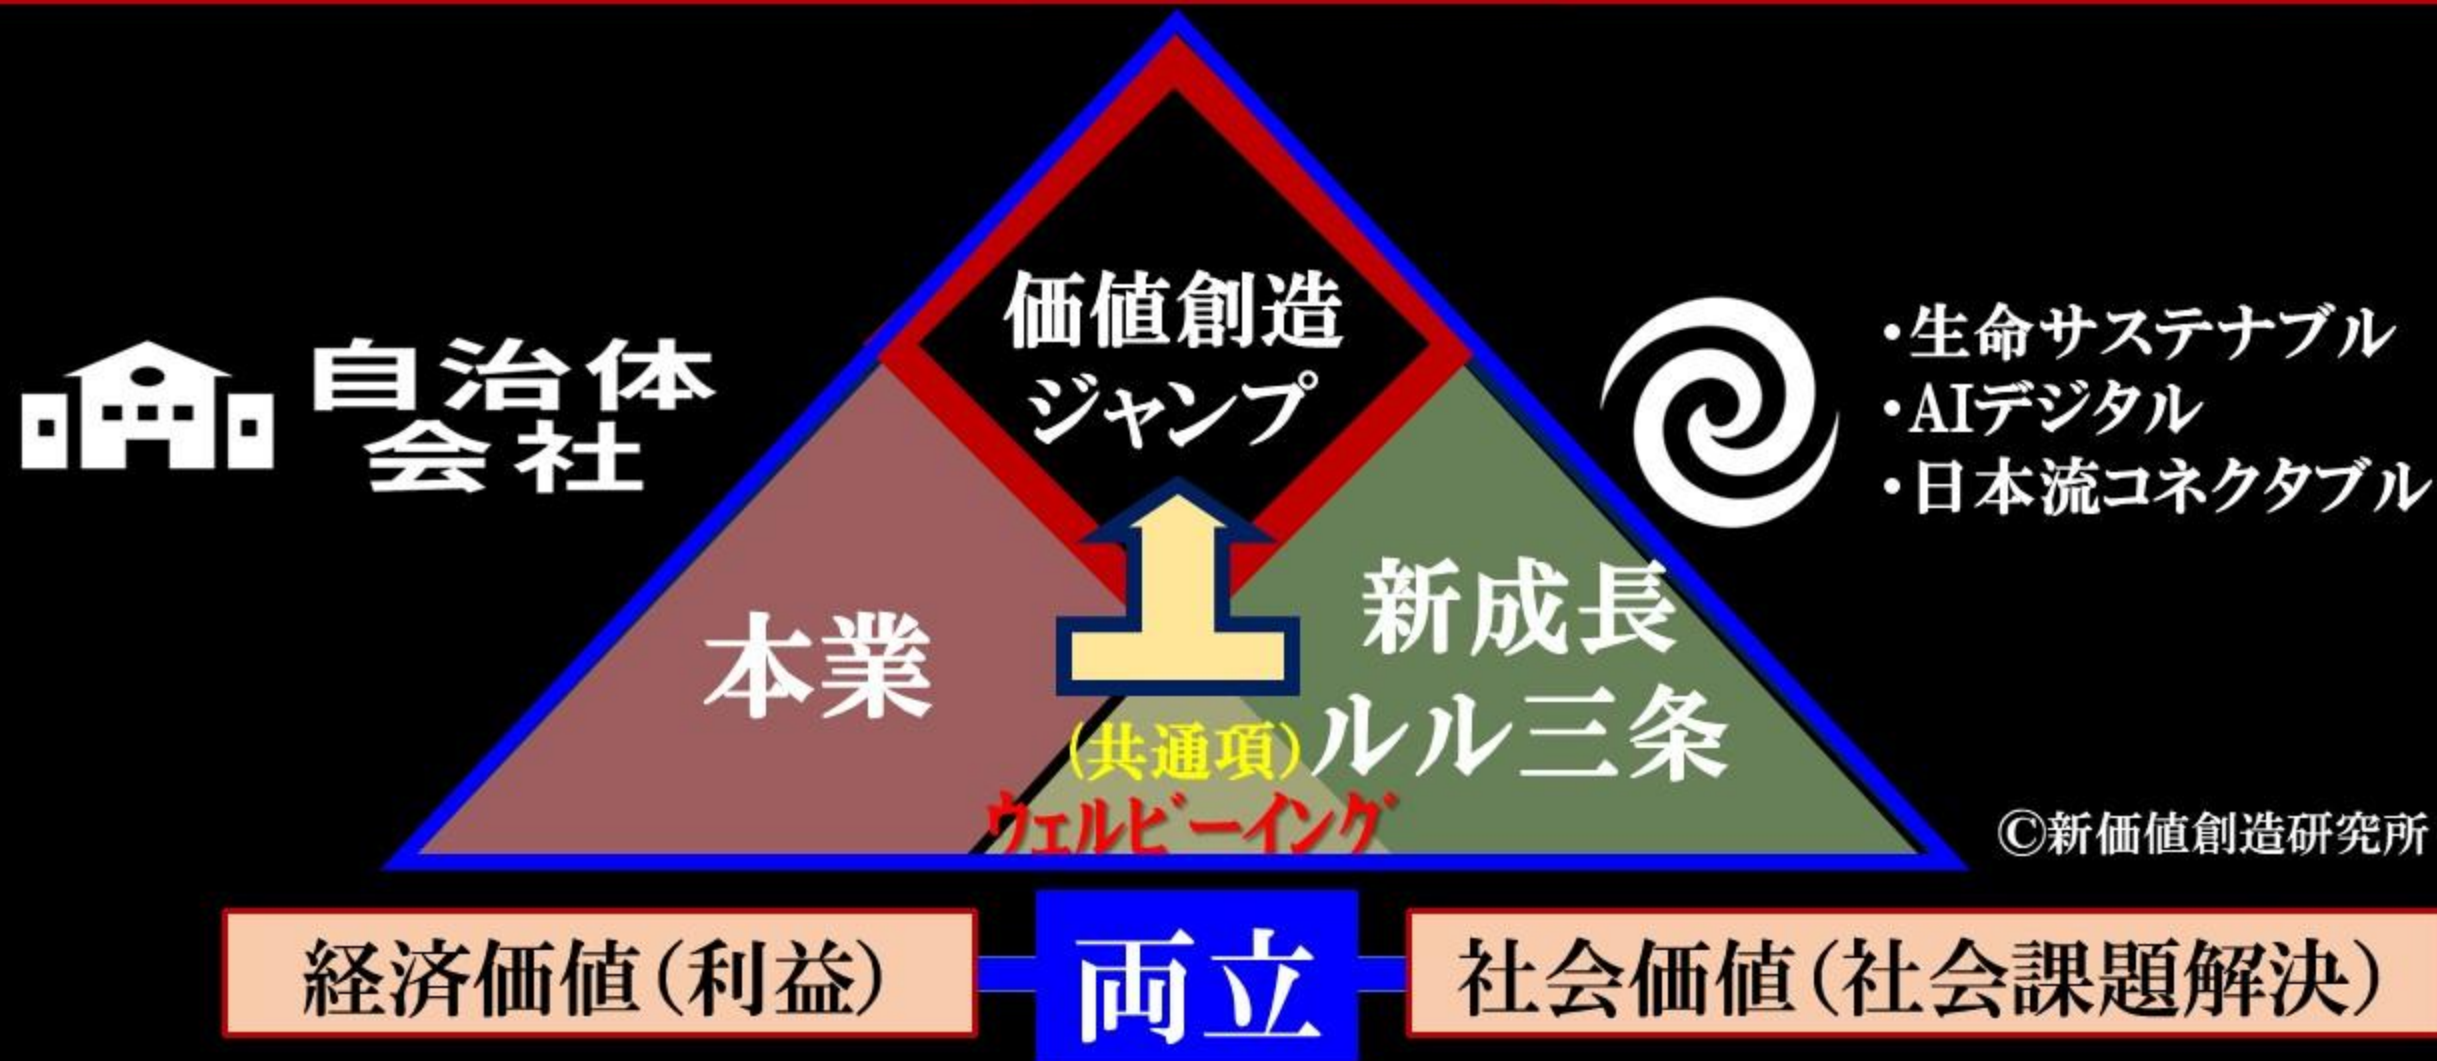 価値創造
ジャンプ
自治体
会社
・生命サステナブル
・AIデジタル
・日本流コネクタブル
本業
新成長
ルル三条
(共通項)
ウェルビーイング
©新価値創造研究所
経済価値(利益)
両立
社会価値(社会課題解決)